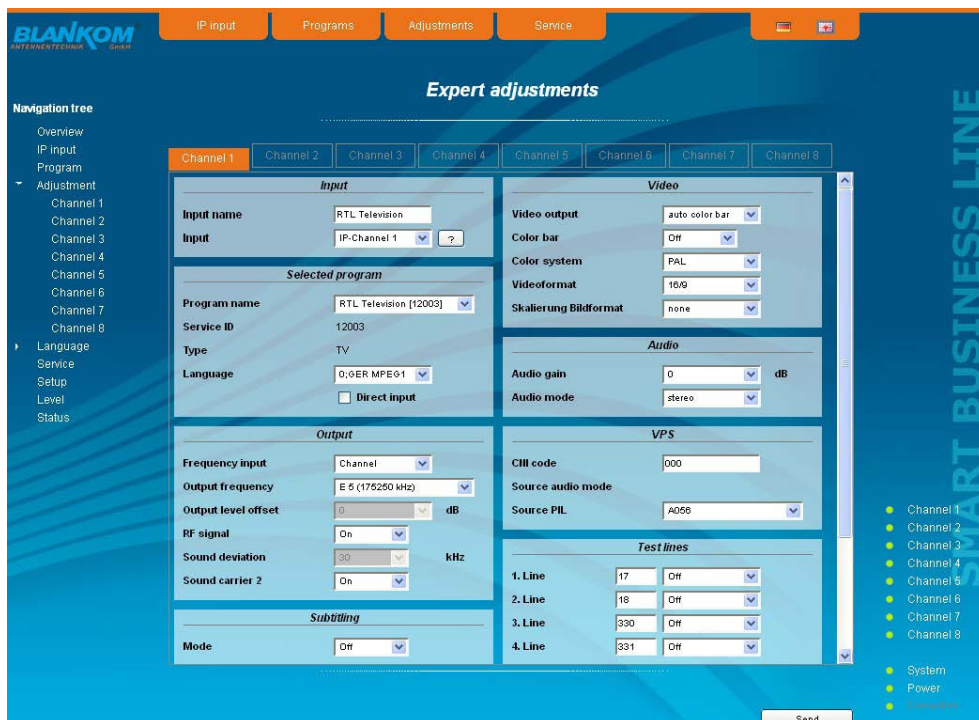 BLANKOM
ANTENNENTECHNIK GmbH
IP input
Programs
Adjustments
Service
Expert adjustments
Navigation tree
Overview
IP input
Program
Adjustment
Channel 1
Channel 2
Channel 3
Channel 4
Channel 5
Channel 6
Channel 7
Channel 8
Language
Service
Setup
Level
Status
Channel 1 Channel 2 Channel 3 Channel 4 Channel 5 Channel 6 Channel 7 Channel 8
Input
Input name RTL Television
Input IP-Channel 1 ?
Selected program
Program name RTL Television [12003]
Service ID 12003
Type TV
Language 0;GER MPEG1
Direct input
Output
Frequency input Channel
Output frequency E 5 (175250 kHz)
Output level offset 0 dB
RF signal On
Sound deviation 30 kHz
Sound carrier 2 On
Subtitling
Mode Off
Video
Video output auto color bar
Color bar Off
Color system PAL
Videoformat 16/9
Skalierung Bildformat none
Audio
Audio gain 0 dB
Audio mode stereo
VPS
CNI code 000
Source audio mode
Source PIL A056
Test lines
1. Line 17 Off
2. Line 18 Off
3. Line 330 Off
4. Line 331 Off
Send
SMART BUSINESS LINE
Channel 1
Channel 2
Channel 3
Channel 4
Channel 5
Channel 6
Channel 7
Channel 8
System
Power